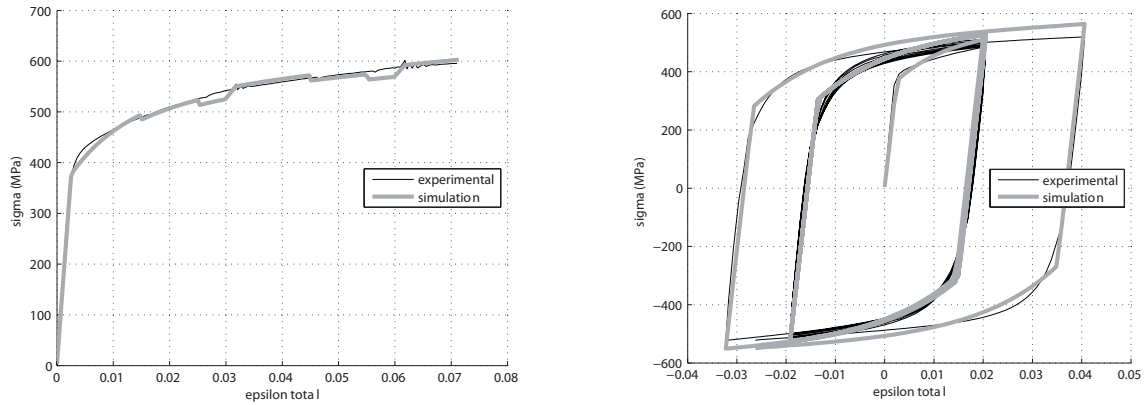 700
600
500
400
300
200
100
0
sigma (MPa)
experimental
simulation
0 0.01 0.02 0.03 0.04 0.05 0.06 0.07 0.08
epsilon tota l
600
400
200
0
−200
−400
−600
sigma (MPa)
experimental
simulation
−0.04 −0.03 −0.02 −0.01 0 0.01 0.02 0.03 0.04 0.05
epsilon tota l